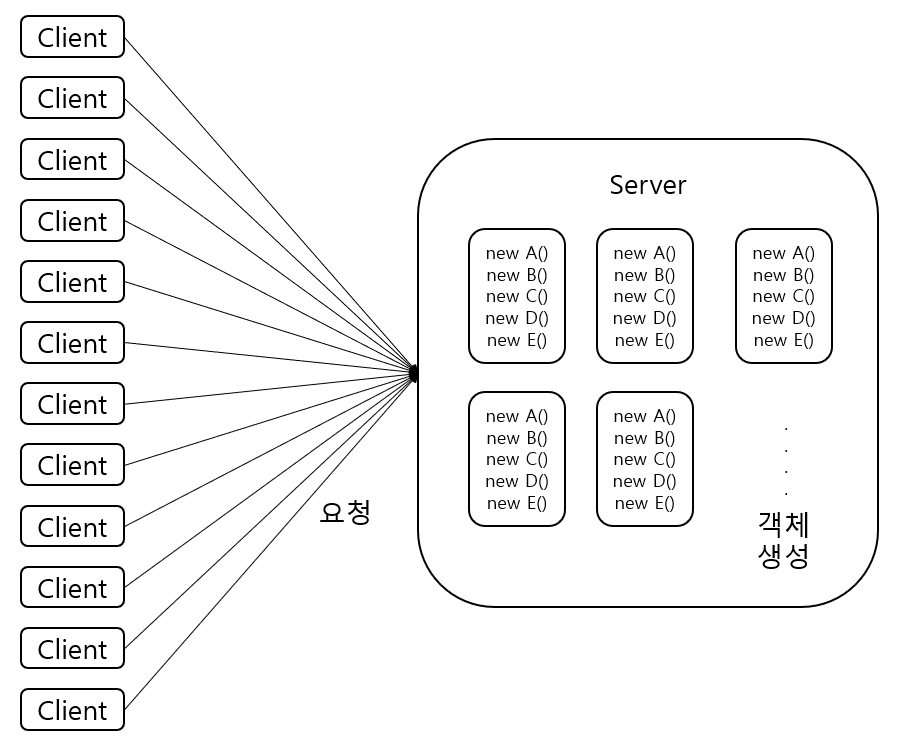 Client
Client
Client
Client
Client
Client
Client
Client
Client
Client
Client
Client
요청
Server
new A()
new B()
new C()
new D()
new E()
new A()
new B()
new C()
new D()
new E()
new A()
new B()
new C()
new D()
new E()
new A()
new B()
new C()
new D()
new E()
new A()
new B()
new C()
new D()
new E()
.
.
.
.
객체
생성